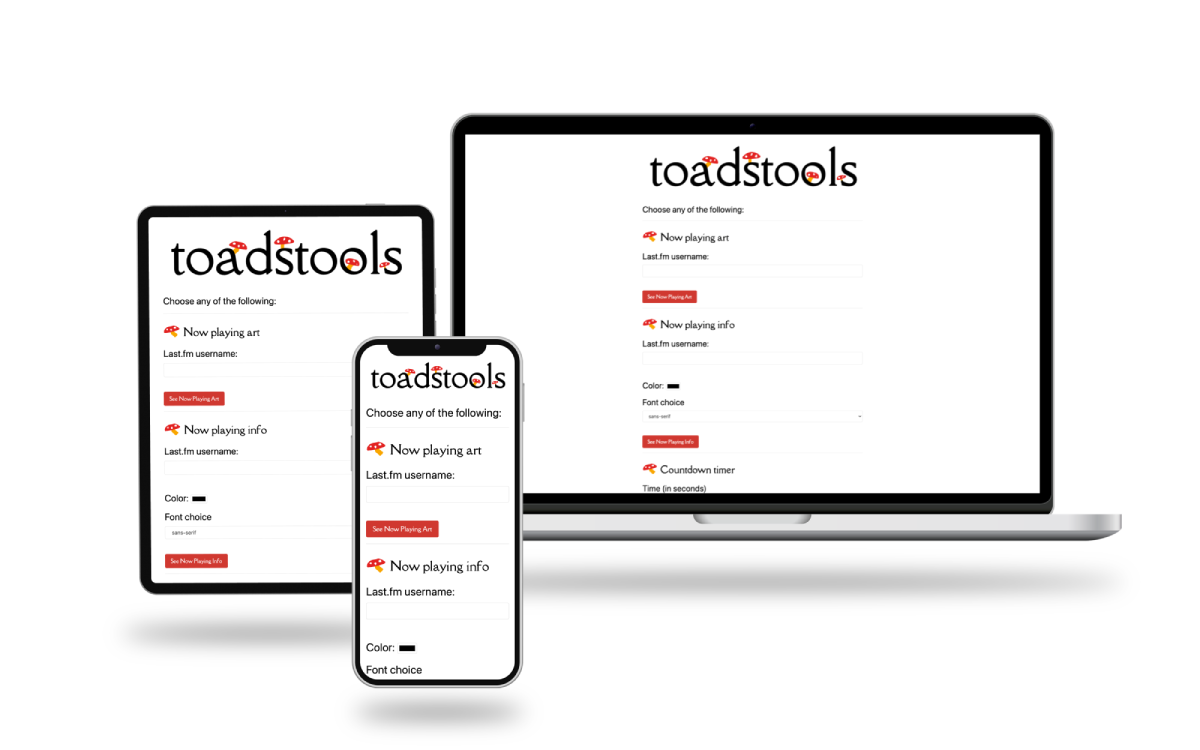 toadstools
Choose any of the following:
Now playing art
Last.fm username:
See Now Playing Art
Now playing info
Last.fm username:
Color:
Font choice
sans-serif
See Now Playing Info
toadstools
Choose any of the following:
Now playing art
Last.fm username:
See Now Playing Art
Now playing info
Last.fm username:
Color:
Font choice
toadstools
Choose any of the following:
Now playing art
Last.fm username:
See Now Playing Art
Now playing info
Last.fm username:
Color:
Font choice
sans-serif
See Now Playing Info
Countdown timer
Time (in seconds)